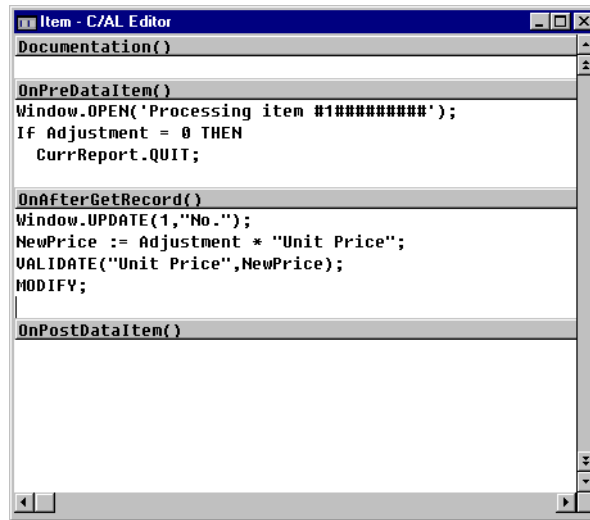 Item - C/AL Editor
Documentation()
OnPreDataItem()
Window.OPEN('Processing item #1#########');
If Adjustment = 0 THEN
  CurrReport.QUIT;
OnAfterGetRecord()
Window.UPDATE(1,"No.");
NewPrice := Adjustment * "Unit Price";
VALIDATE("Unit Price",NewPrice);
MODIFY;
OnPostDataItem()